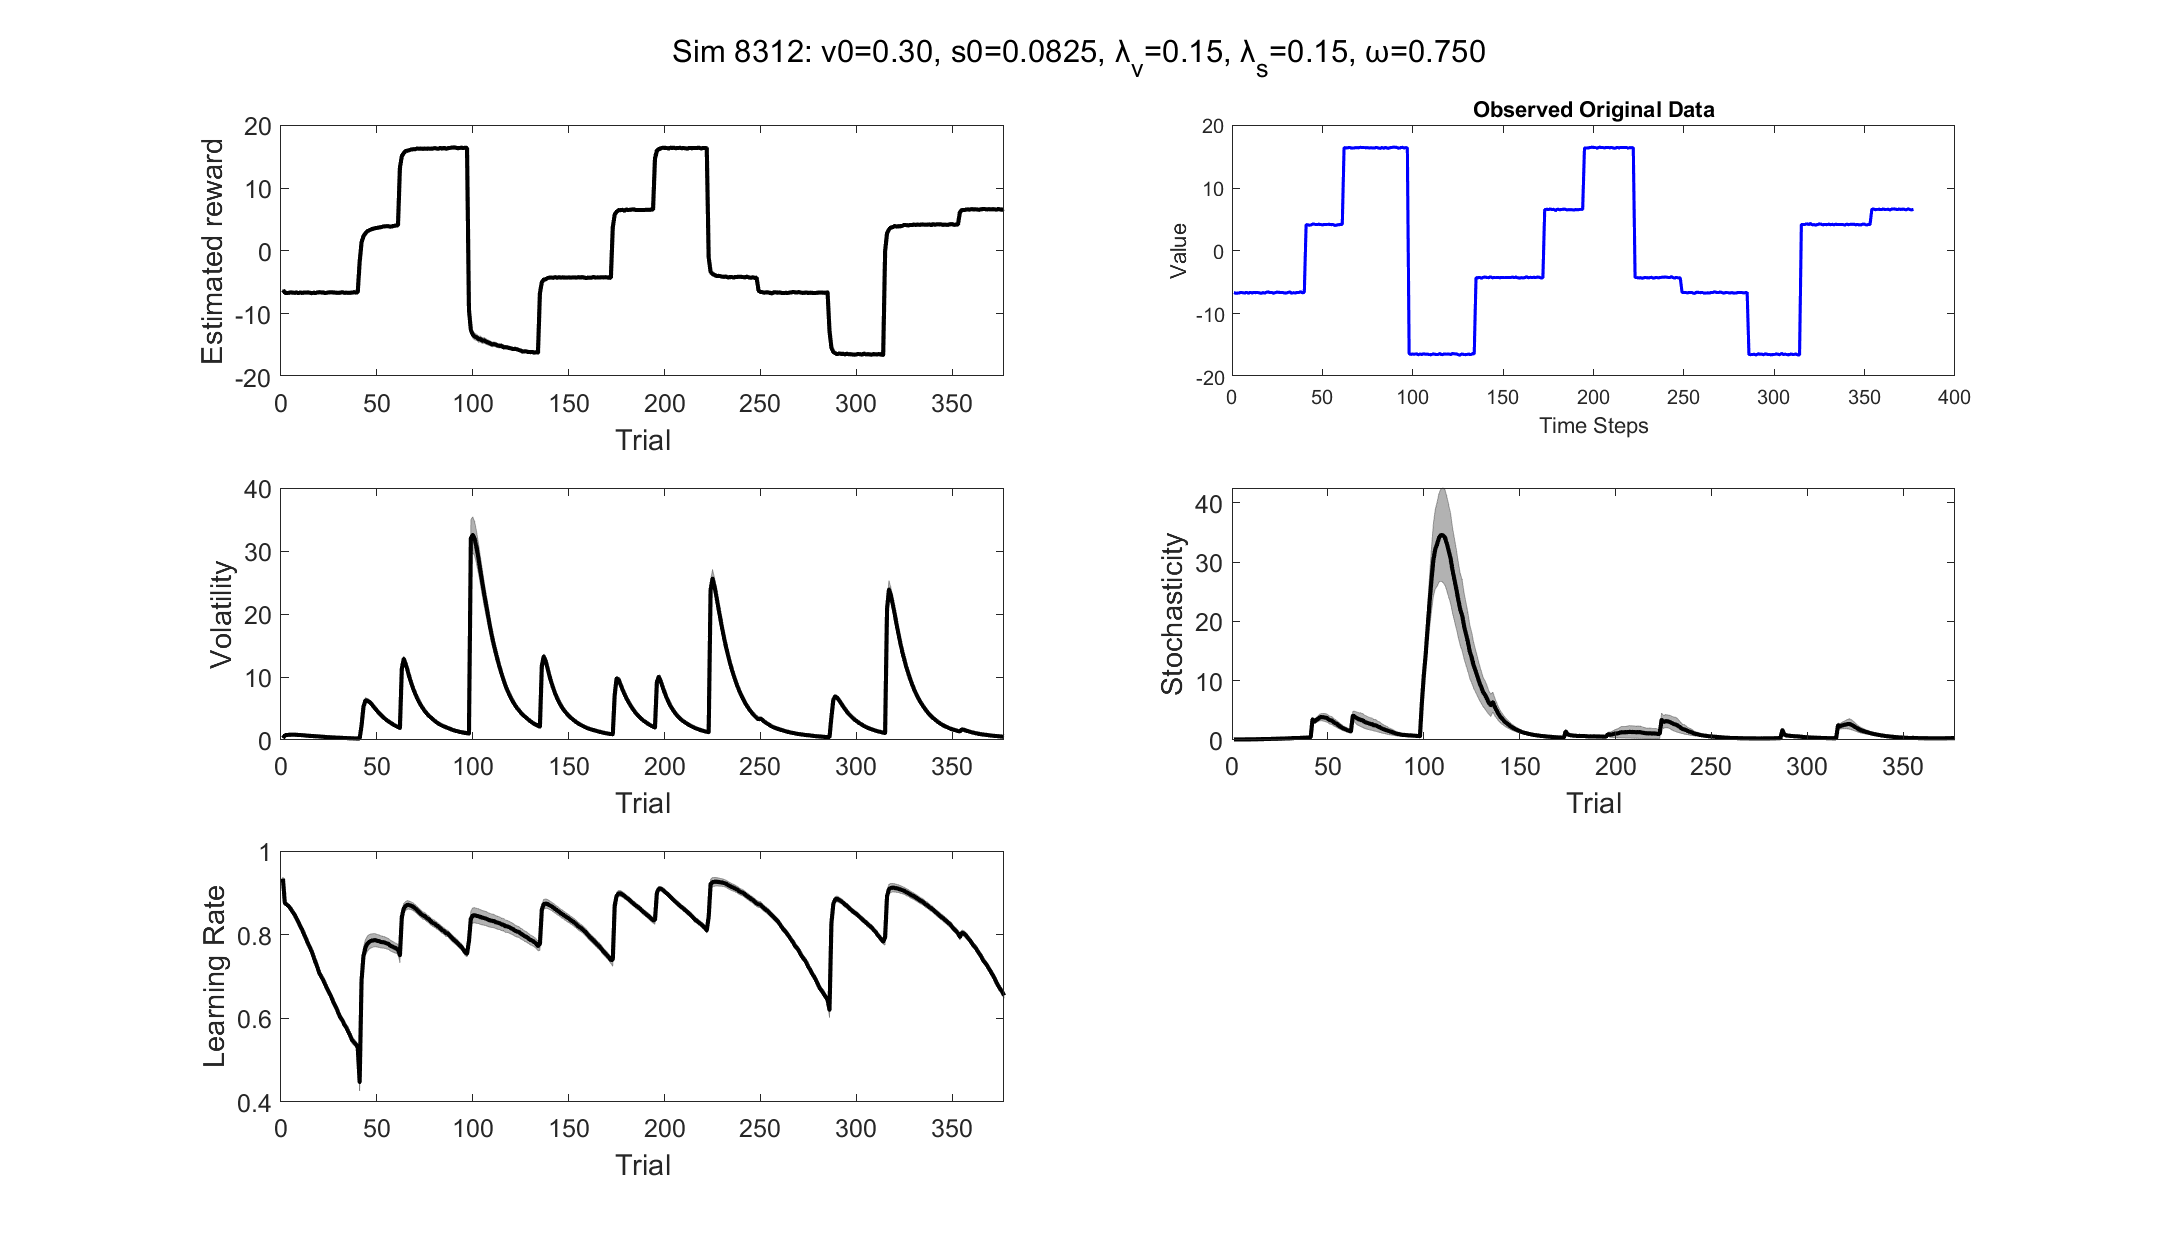 Sim 8312: v0=0.30, s0=0.0825, λv=0.15, λs=0.15, ω=0.750
20
10
0
-10
-20
Estimated reward
0 50 100 150 200 250 300 350
Trial
Observed Original Data
20
10
0
-10
-20
Value
0 50 100 150 200 250 300 350 400
Time Steps
40
30
20
10
0
Volatility
0 50 100 150 200 250 300 350
Trial
40
30
20
10
0
Stochasticity
0 50 100 150 200 250 300 350
Trial
1
0.8
0.6
0.4
Learning Rate
0 50 100 150 200 250 300 350
Trial